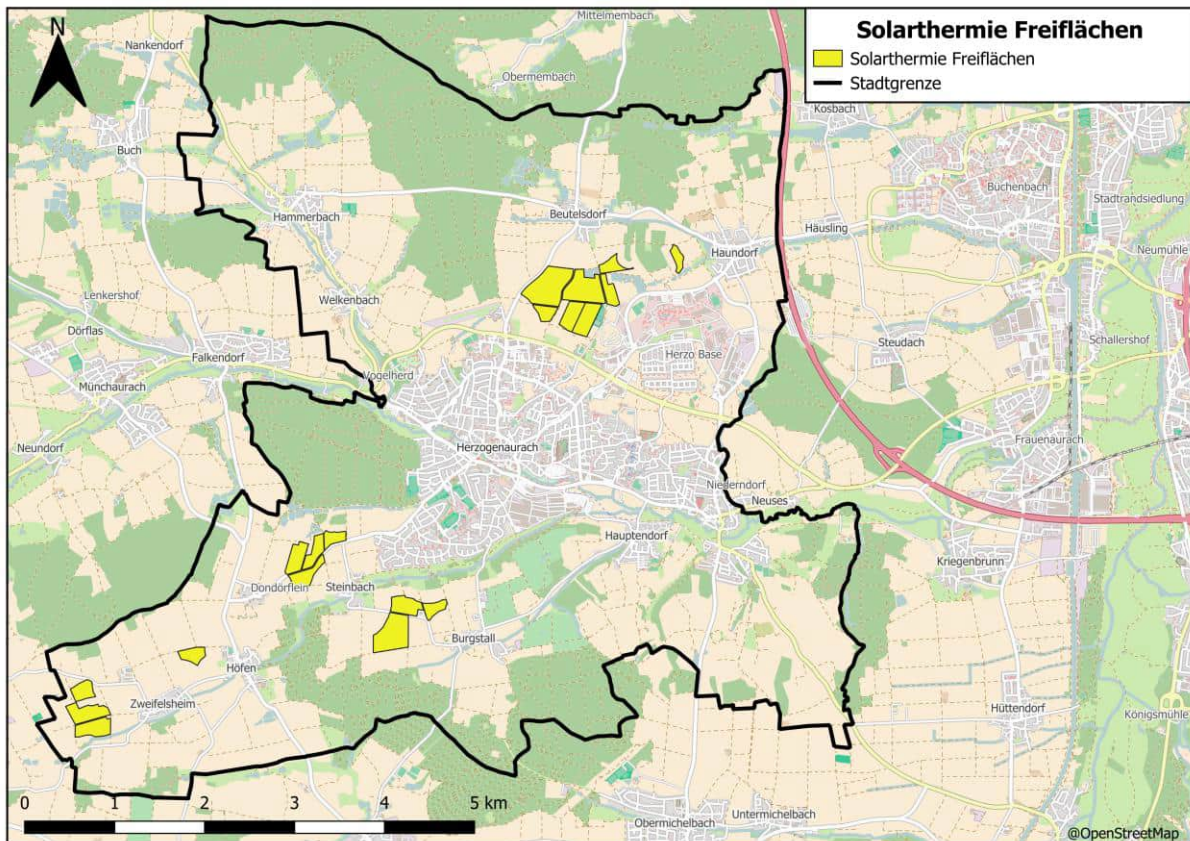 Solarthermie Freiflächen
Solarthermie Freiflächen
Stadtgrenze
N
Nankendorf
Mittelmembach
Obermembach
Kosbach
Buch
Büchenbach
Stadtrandsiedlung
Hammerbach
Beutelsdorf
Häusling
Haundorf
Neumühle
Lenkershof
Welkenbach
Dörflas
Falkendorf
Herzo Base
Steudach
Schallershof
Münchaurach
Vogelherd
Neundorf
Herzogenaurach
Frauenaurach
Niederndorf
Neuses
Hauptendorf
Kriegenbrunn
Dondörflein
Steinbach
Burgstall
Höfen
Zweifelsheim
Hüttendorf
Königsmühle
0 1 2 3 4 5 km
Obermichelbach
Untermichelbach
@OpenStreetMap